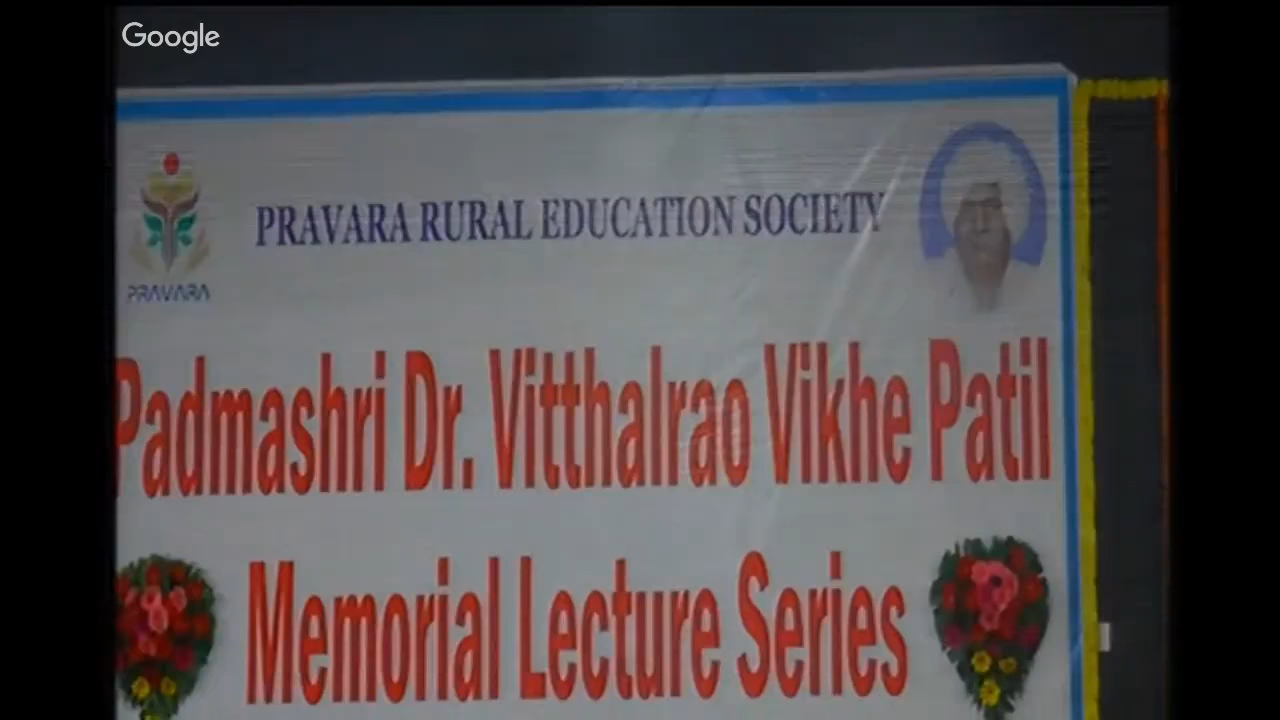 Google
PRAVARA RURAL EDUCATION SOCIETY
PRAVARA
Padmashri Dr. Vitthalrao Vikhe Patil
Memorial Lecture Series